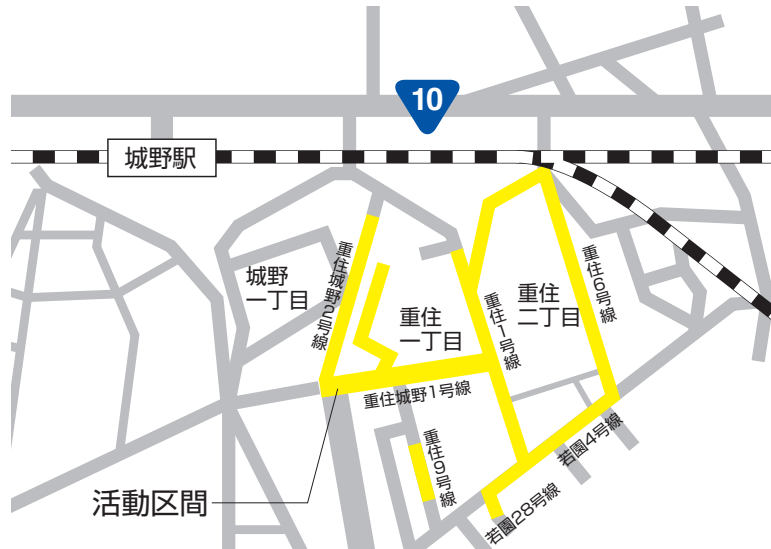 10
城野駅
城野
一丁目
重住城野2号線
重住
一丁目
重住1号線
重住
二丁目
重住6号線
重住城野1号線
重住9号線
若園4号線
若園28号線
活動区間